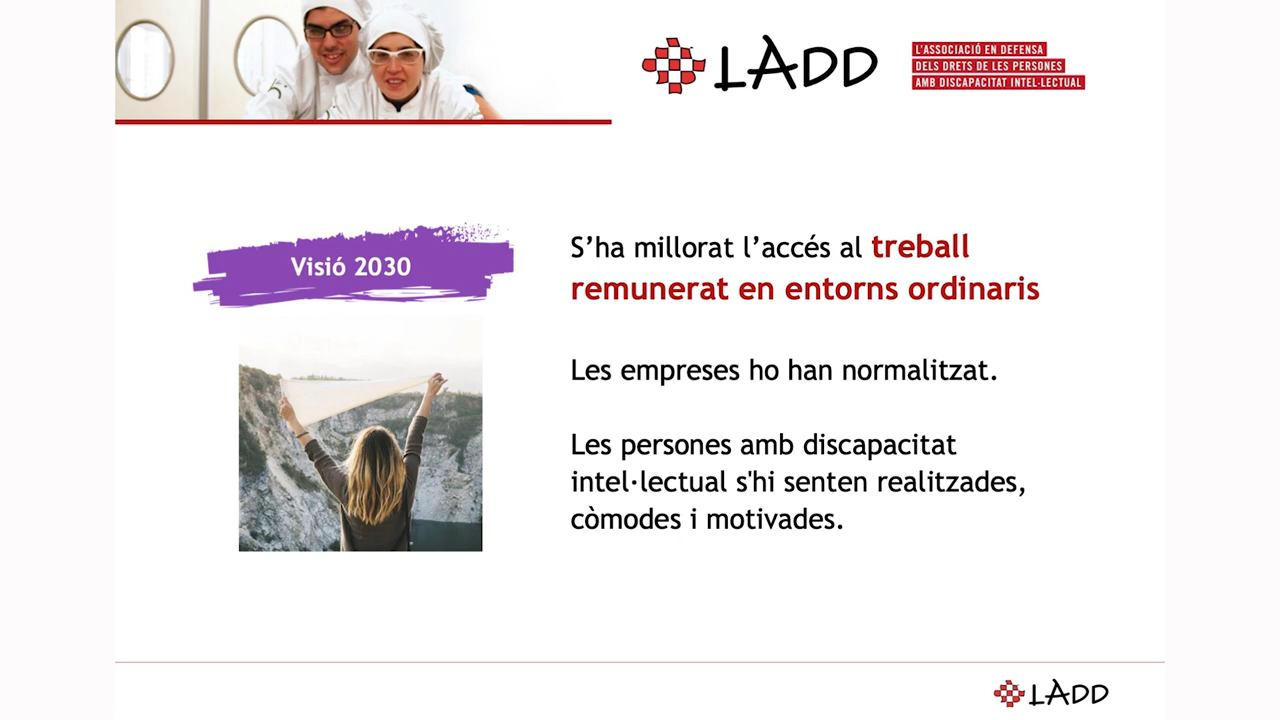 LADD
L'ASSOCIACIÓ EN DEFENSA
DELS DRETS DE LES PERSONES
AMB DISCAPACITAT INTEL·LECTUAL
Visió 2030
S’ha millorat l’accés al treball
remunerat en entorns ordinaris
Les empreses ho han normalitzat.
Les persones amb discapacitat
intel·lectual s'hi senten realitzades,
còmodes i motivades.
LADD